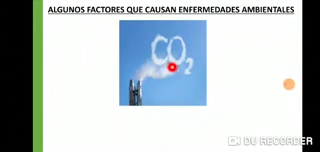 ALGUNOS FACTORES QUE CAUSAN ENFERMEDADES AMBIENTALES
CO2
DU RECORDER